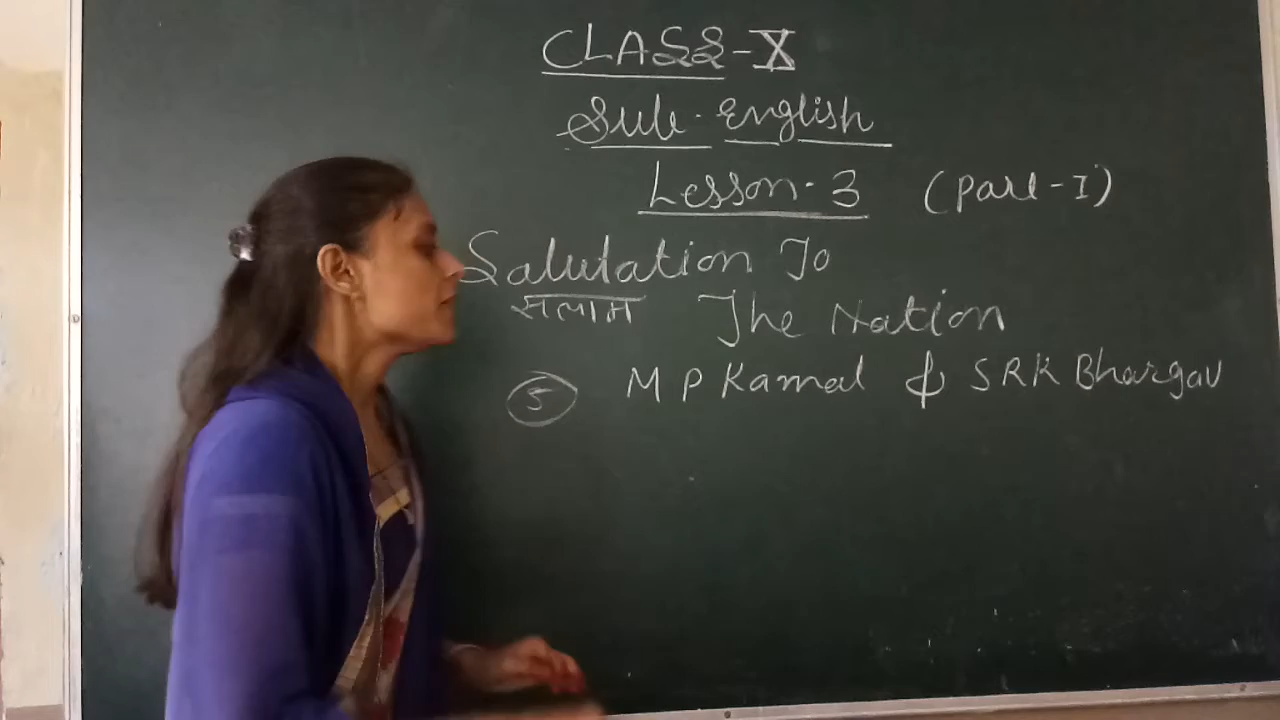 CLASS-X
Sub. English
Lesson-3 (Part-I)
Salutation To
सलाम The Nation
5 M P Kamal & S R K Bhargav